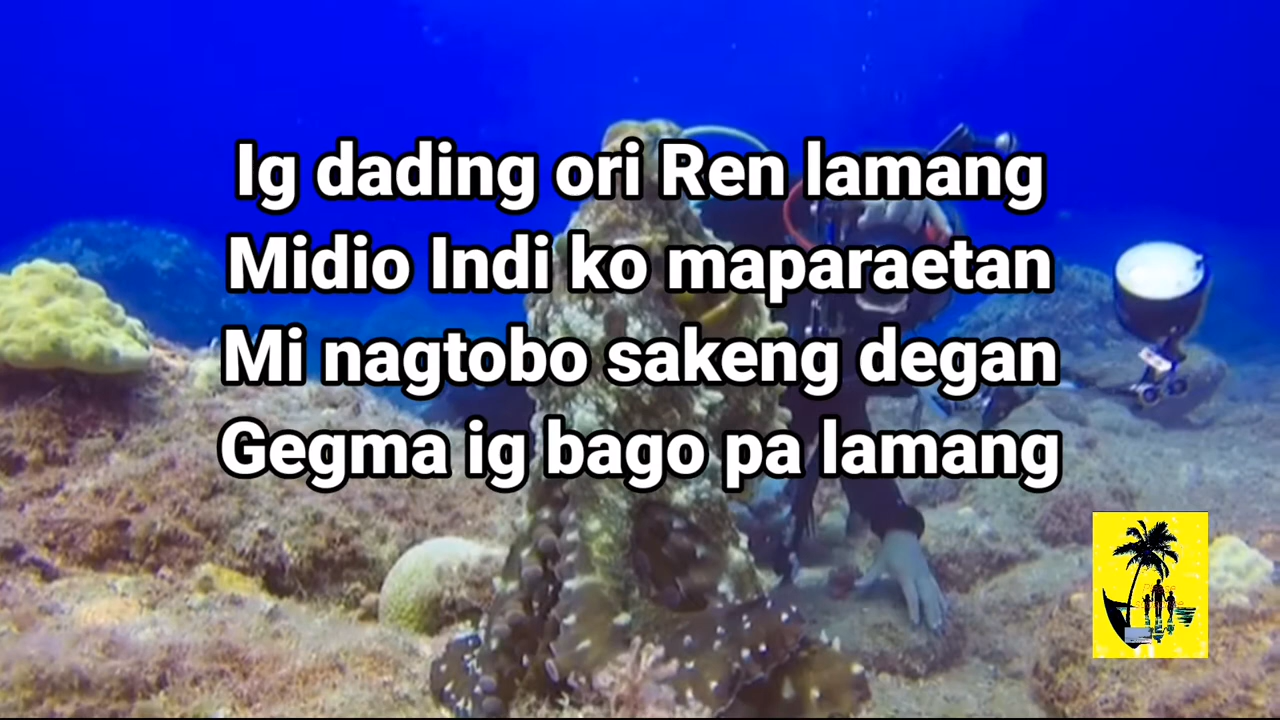 Ig dading ori Ren lamang
Midio Indi ko maparaetan
Mi nagtobo sakeng degan
Gegma ig bago pa lamang